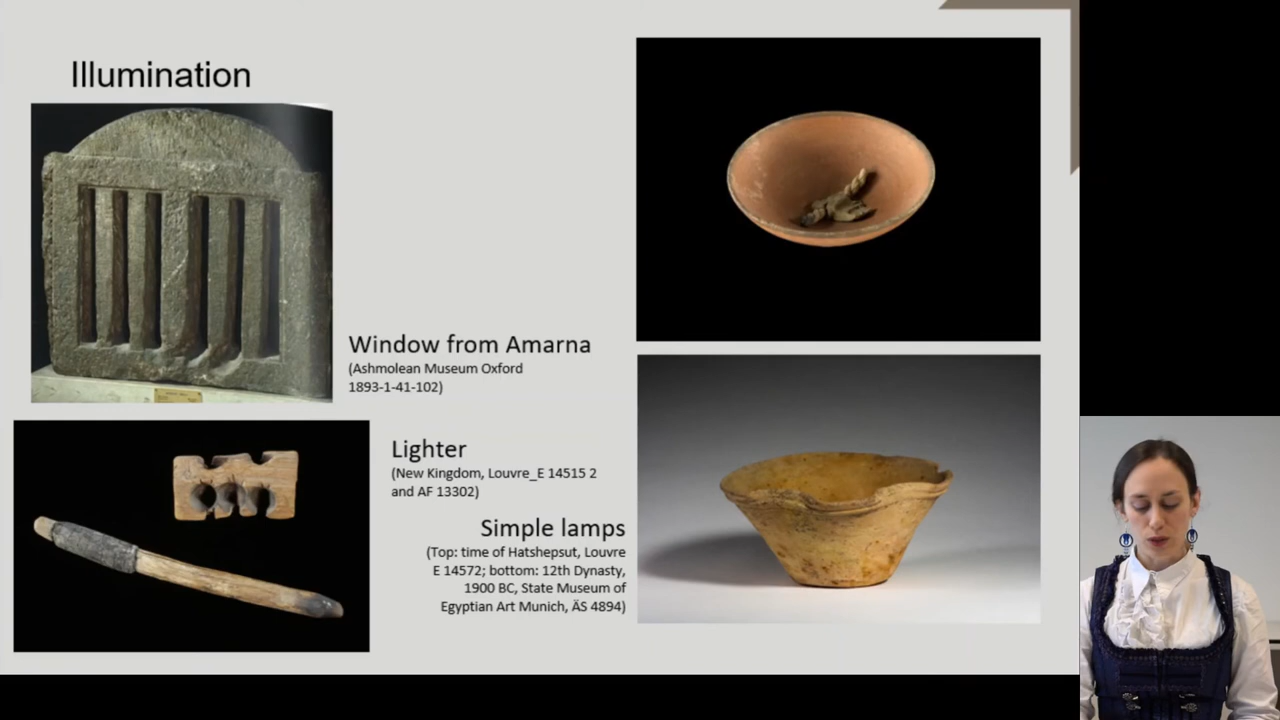 Illumination
Window from Amarna
(Ashmolean Museum Oxford
1893-1-41-102)
Lighter
(New Kingdom, Louvre_E 14515 2
and AF 13302)
Simple lamps
(Top: time of Hatshepsut, Louvre
E 14572; bottom: 12th Dynasty,
1900 BC, State Museum of
Egyptian Art Munich, ÄS 4894)